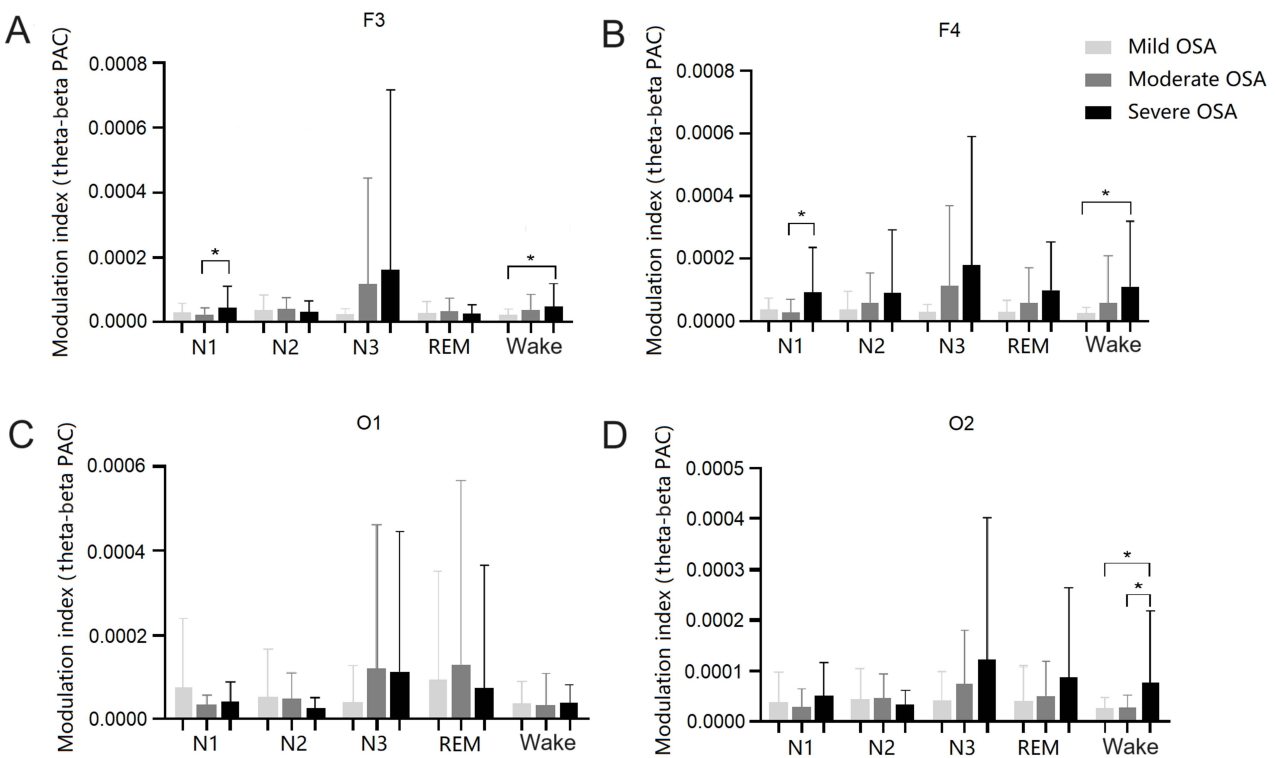 A
F3
Modulation index (theta-beta PAC)
0.0008
0.0006
0.0004
0.0002
0.0000
*
*
N1 N2 N3 REM Wake
B
F4
Modulation index (theta-beta PAC)
0.0008
0.0006
0.0004
0.0002
0.0000
*
*
N1 N2 N3 REM Wake
Mild OSA
Moderate OSA
Severe OSA
C
O1
Modulation index (theta-beta PAC)
0.0006
0.0004
0.0002
0.0000
N1 N2 N3 REM Wake
D
O2
Modulation index (theta-beta PAC)
0.0005
0.0004
0.0003
0.0002
0.0001
0.0000
*
*
N1 N2 N3 REM Wake